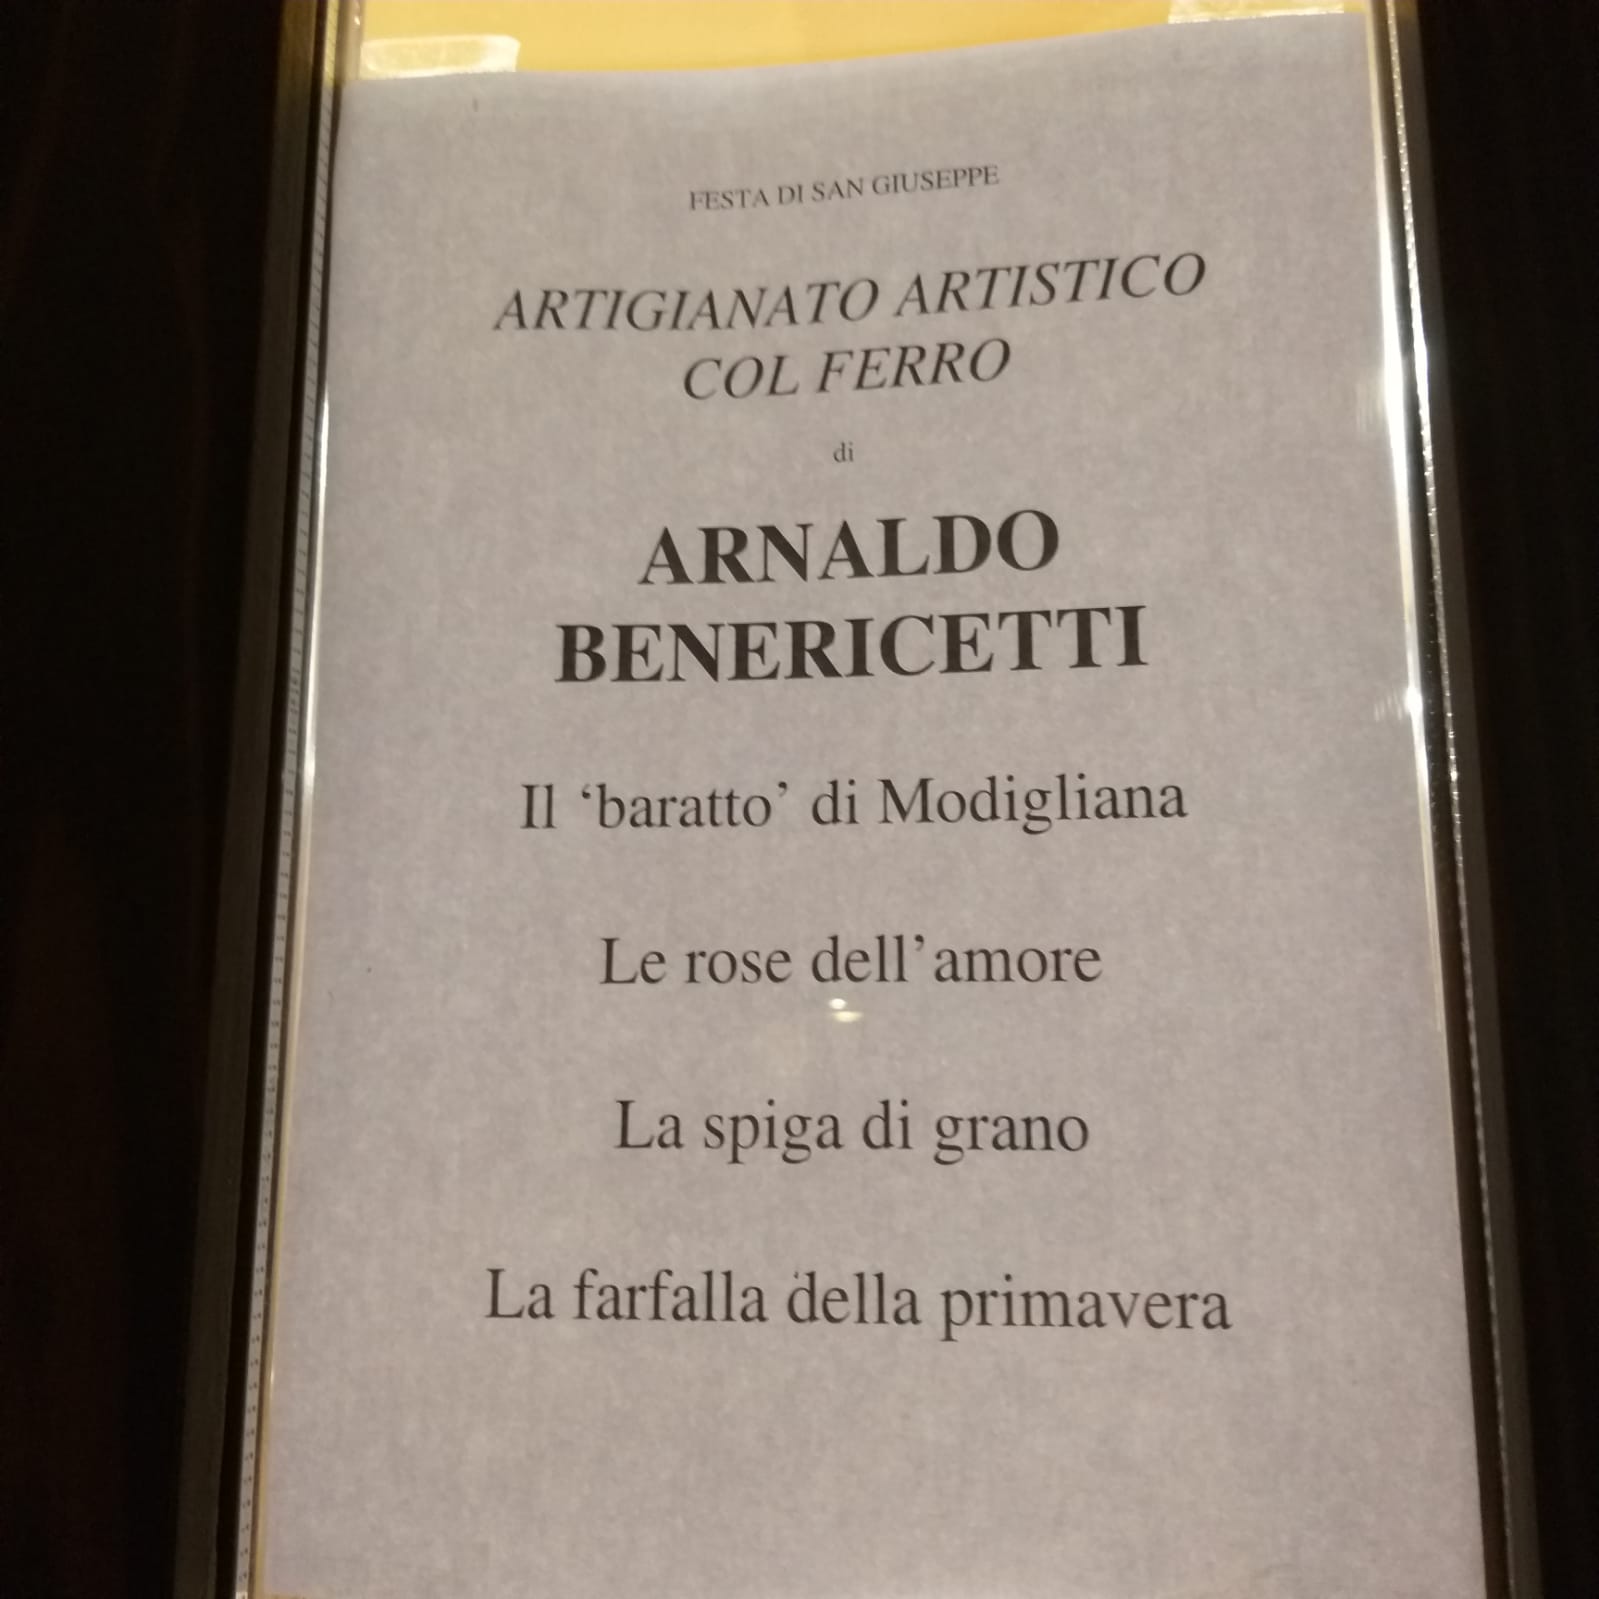 FESTA DI SAN GIUSEPPE
ARTIGIANATO ARTISTICO
COL FERRO
di
ARNALDO
BENERICETTI
Il ‘baratto’ di Modigliana
Le rose dell’amore
La spiga di grano
La farfalla della primavera